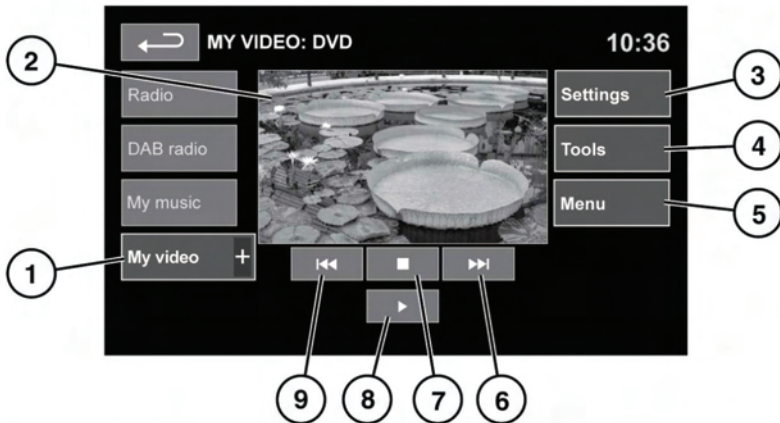 MY VIDEO: DVD
10:36
2
Radio
Settings
3
DAB radio
Tools
4
My music
Menu
5
1
My video +
9
8
7
6